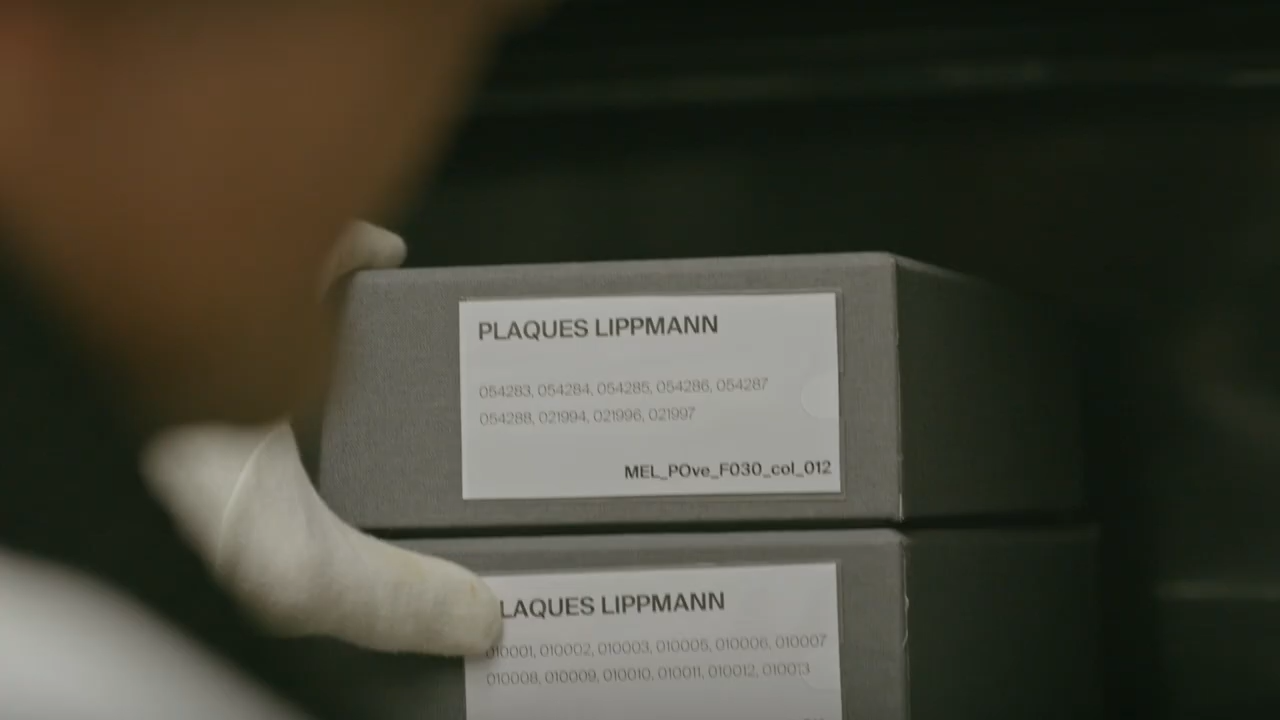 PLAQUES LIPPMANN
054283, 054284, 054285, 054286, 054287
054288, 021994, 021996, 021997
MEL_POve_F030_col_012
LAQUES LIPPMANN
010001, 010002, 010003, 010005, 010006, 010007
010008, 010009, 010010, 010011, 010012, 010013